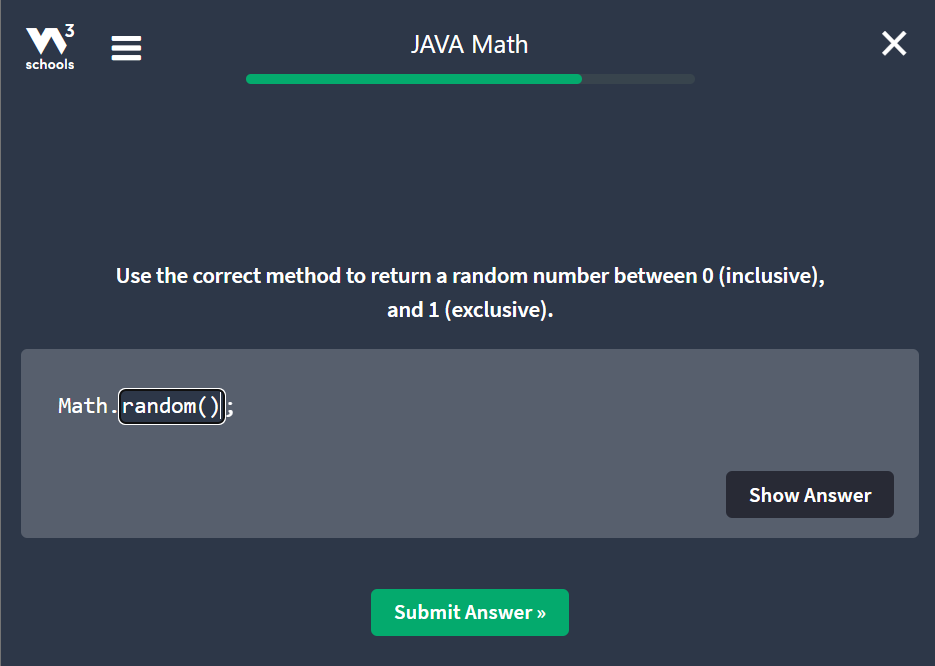 W3
schools
JAVA Math
Use the correct method to return a random number between 0 (inclusive),
and 1 (exclusive).
Math.random();
Show Answer
Submit Answer »